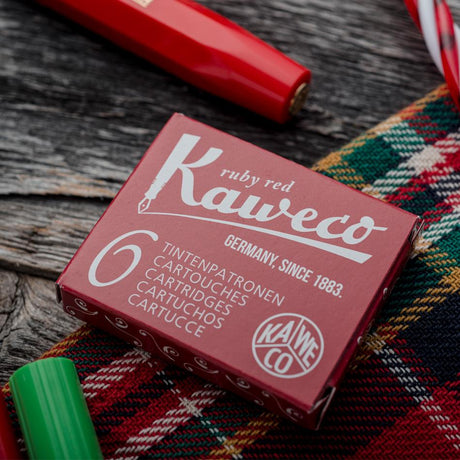 ruby red
Kaweco
GERMANY, SINCE 1883.
6
TINTENPATRONEN
CARTOUCHES
CARTRIDGES
CARTUCHOS
CARTUCCE
KA WE
CO